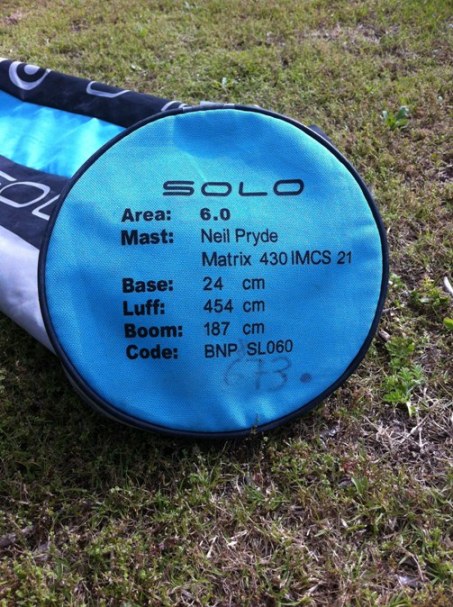 SOLO
Area: 6.0
Mast: Neil Pryde
Matrix 430 IMCS 21
Base: 24 cm
Luff: 454 cm
Boom: 187 cm
Code: BNP SL060
673.